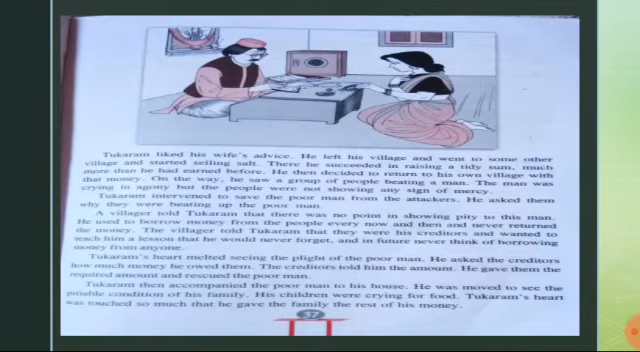 Tukaram liked his wife's advice. He left his village and went to some other
village and started selling salt. There he succeeded in raising a tidy sum, much
more than he had earned before. He then decided to return to his own village with
that money. On the way, he saw a group of people beating a man. The man was
crying in agony but the people were not showing any sign of mercy.
Tukaram intervened to save the poor man from the attackers. He asked them
why they were beating up the poor man.
A villager told Tukaram that there was no point in showing pity to this man.
He used to borrow money from the people every now and then and never returned
the money. The villager told Tukaram that they were his creditors and wanted to
teach him a lesson that he would never forget, and in future never think of borrowing
money from anyone.
Tukaram's heart melted seeing the plight of the poor man. He asked the creditors
how much money he owed them. The creditors told him the amount. He gave them the
required amount and rescued the poor man.
Tukaram then accompanied the poor man to his house. He was moved to see the
pitiable condition of his family. His children were crying for food. Tukaram's heart
was touched so much that he gave the family the rest of his money.
57